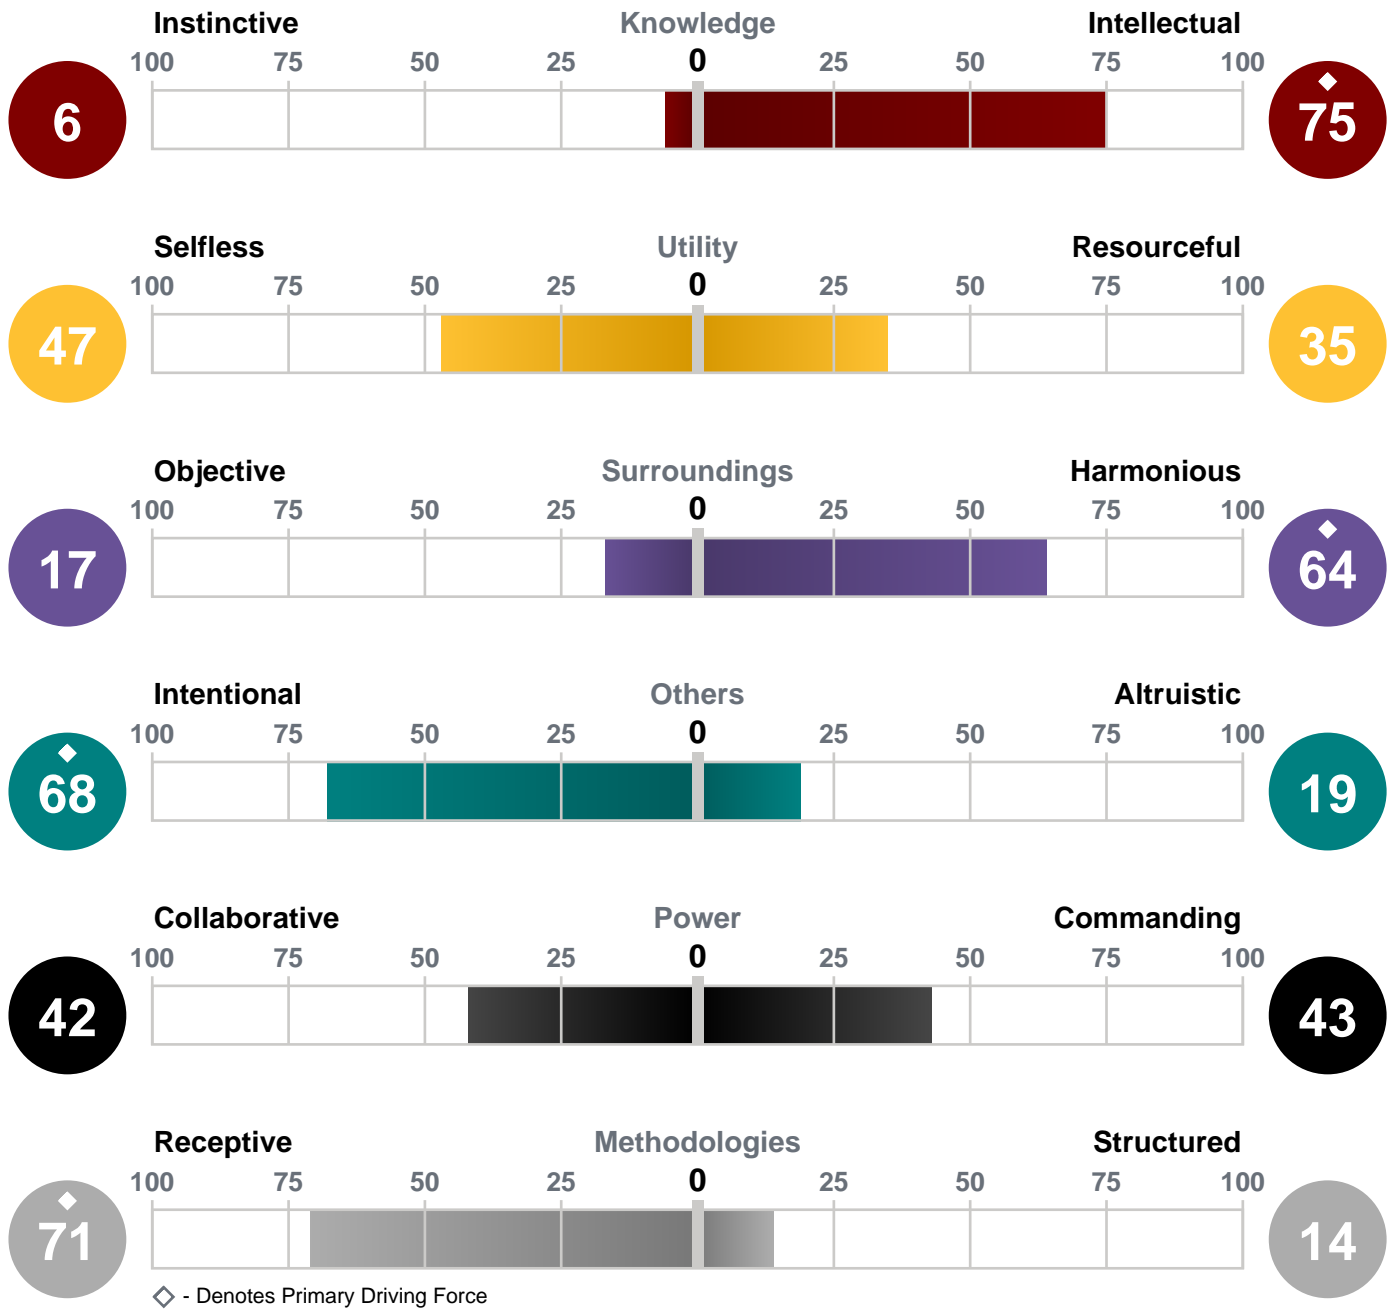 Instinctive Knowledge Intellectual
100 75 50 25 0 25 50 75 100
6 75
Selfless Utility Resourceful
100 75 50 25 0 25 50 75 100
47 35
Objective Surroundings Harmonious
100 75 50 25 0 25 50 75 100
17 64
Intentional Others Altruistic
100 75 50 25 0 25 50 75 100
68 19
Collaborative Power Commanding
100 75 50 25 0 25 50 75 100
42 43
Receptive Methodologies Structured
100 75 50 25 0 25 50 75 100
71 14
- Denotes Primary Driving Force